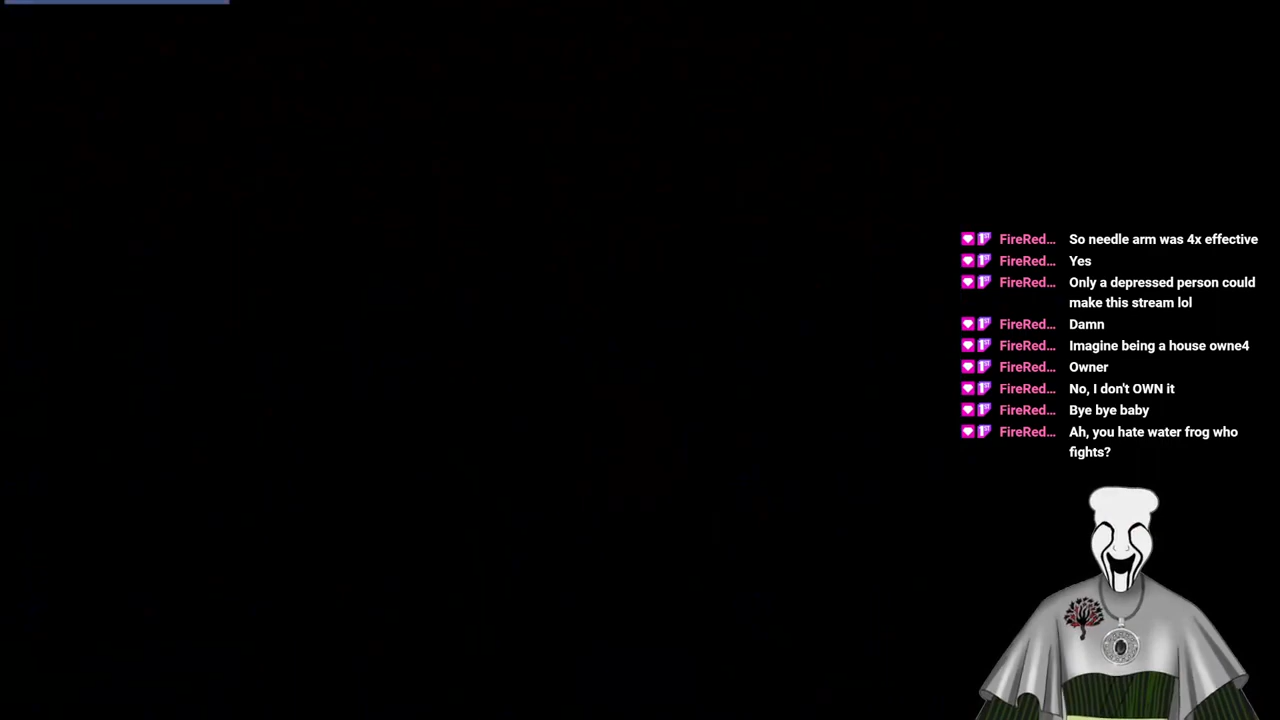 FireRed... So needle arm was 4x effective
FireRed... Yes
FireRed... Only a depressed person could
make this stream lol
FireRed... Damn
FireRed... Imagine being a house owne4
FireRed... Owner
FireRed... No, I don't OWN it
FireRed... Bye bye baby
FireRed... Ah, you hate water frog who
fights?